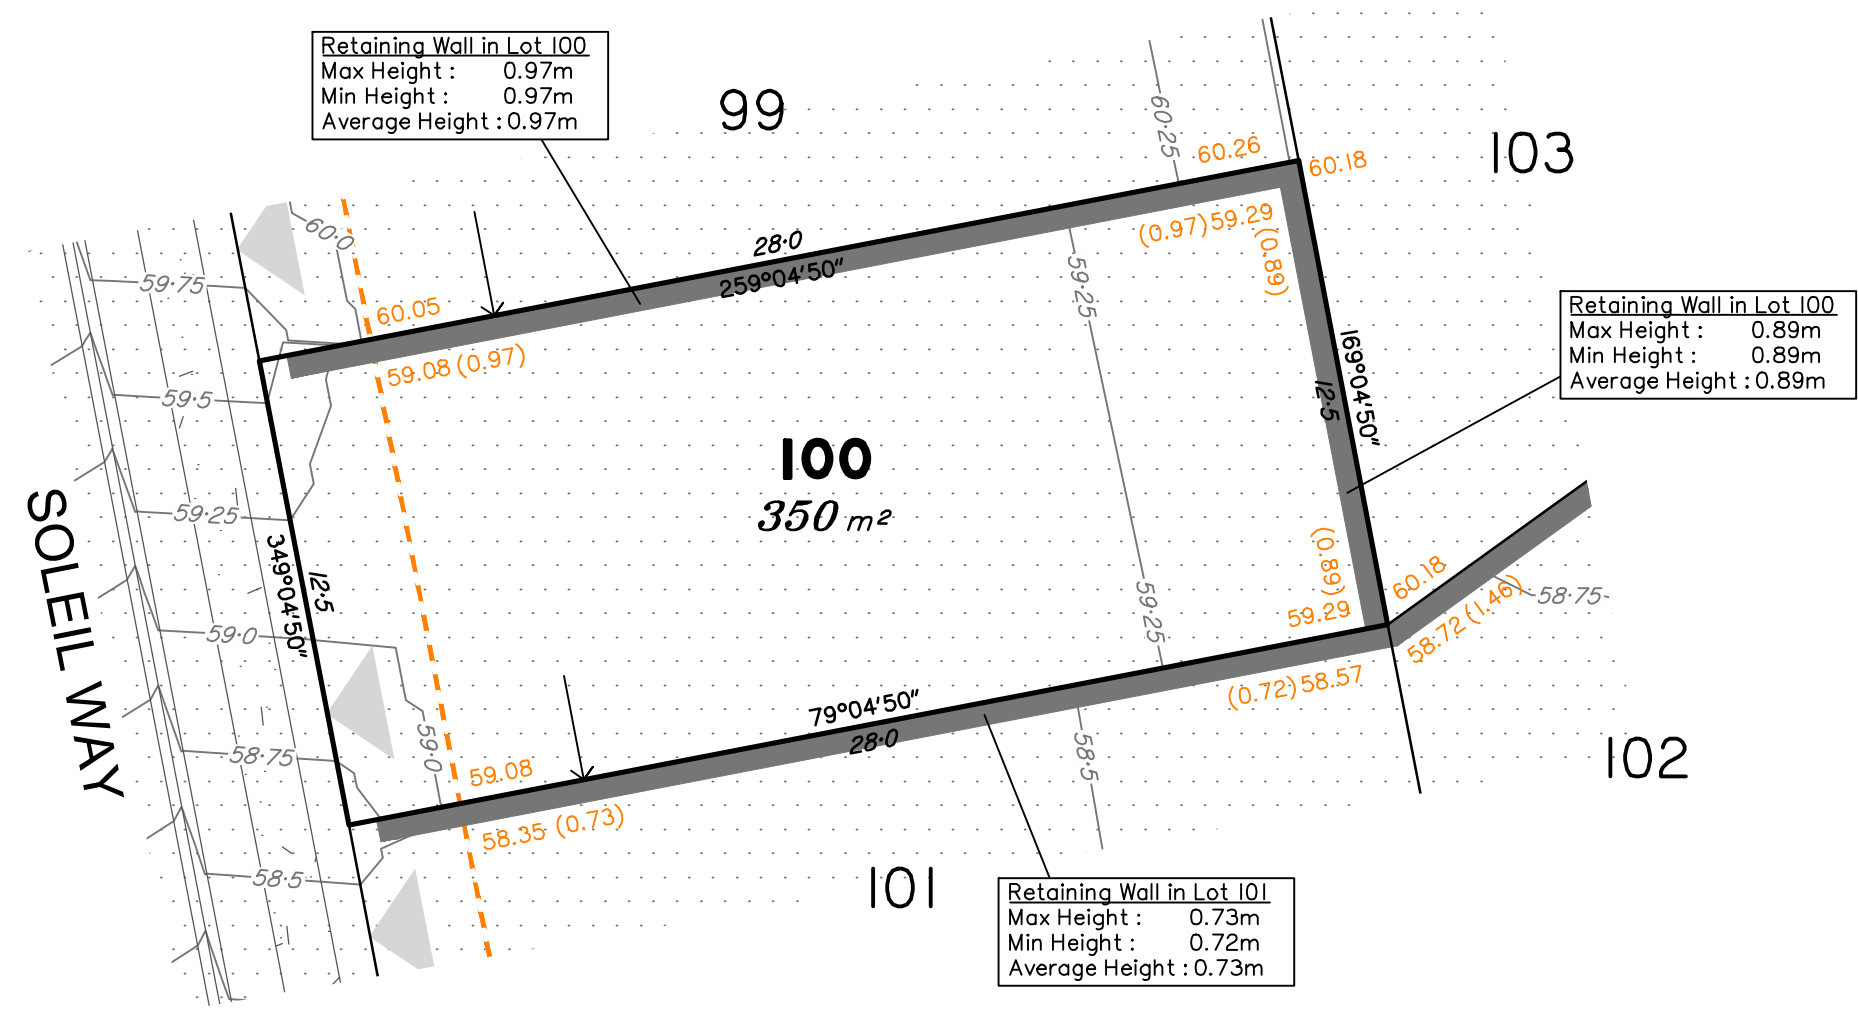 Retaining Wall in Lot 100
Max Height : 0.97m
Min Height : 0.97m
Average Height : 0.97m
99
103
60·25
60.26
60.18
60·0
28·0
259°04'50"
(0.97) 59.29
(0.89)
59·75
60.05
59.08 (0.97)
59·25
Retaining Wall in Lot 100
Max Height : 0.89m
Min Height : 0.89m
Average Height : 0.89m
169°04'50"
12·5
59·5
100
350 m²
59·25
SOLEIL WAY
349°04'50"
12·5
(0.89)
59.29
60.18
58.72 (1.46)
58·75
59·25
59·0
79°04'50"
28·0
(0.72) 58.57
58·75
59·0
59.08
58.35 (0.73)
58·5
102
58·5
101
Retaining Wall in Lot 101
Max Height : 0.73m
Min Height : 0.72m
Average Height : 0.73m